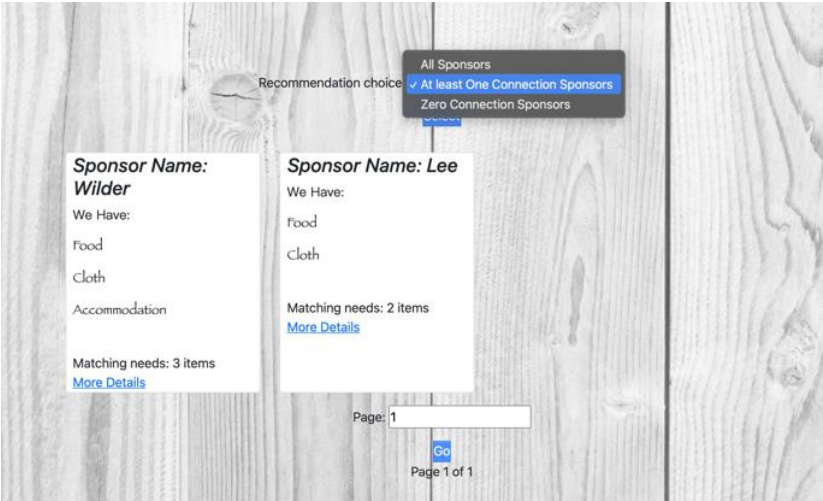 All Sponsors
Recommendation choice
✓ At least One Connection Sponsors
Zero Connection Sponsors
Select
Sponsor Name:
Wilder
We Have:
Food
Cloth
Accommodation
Matching needs: 3 items
More Details
Sponsor Name: Lee
We Have:
Food
Cloth
Matching needs: 2 items
More Details
Page: 1
Go
Page 1 of 1